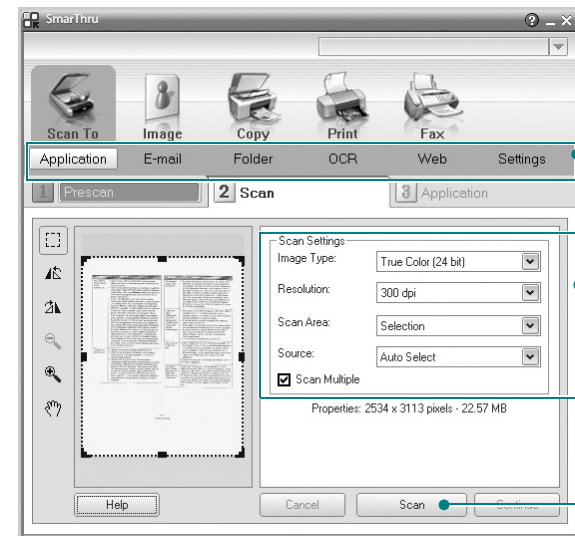 SmarThru
Scan To Image Copy Print Fax
Application E-mail Folder OCR Web Settings
1 Prescan 2 Scan 3 Application
Scan Settings
Image Type: True Color (24 bit)
Resolution: 300 dpi
Scan Area: Selection
Source: Auto Select
Scan Multiple
Properties: 2534 x 3113 pixels - 22.57 MB
Help Cancel Scan Continue